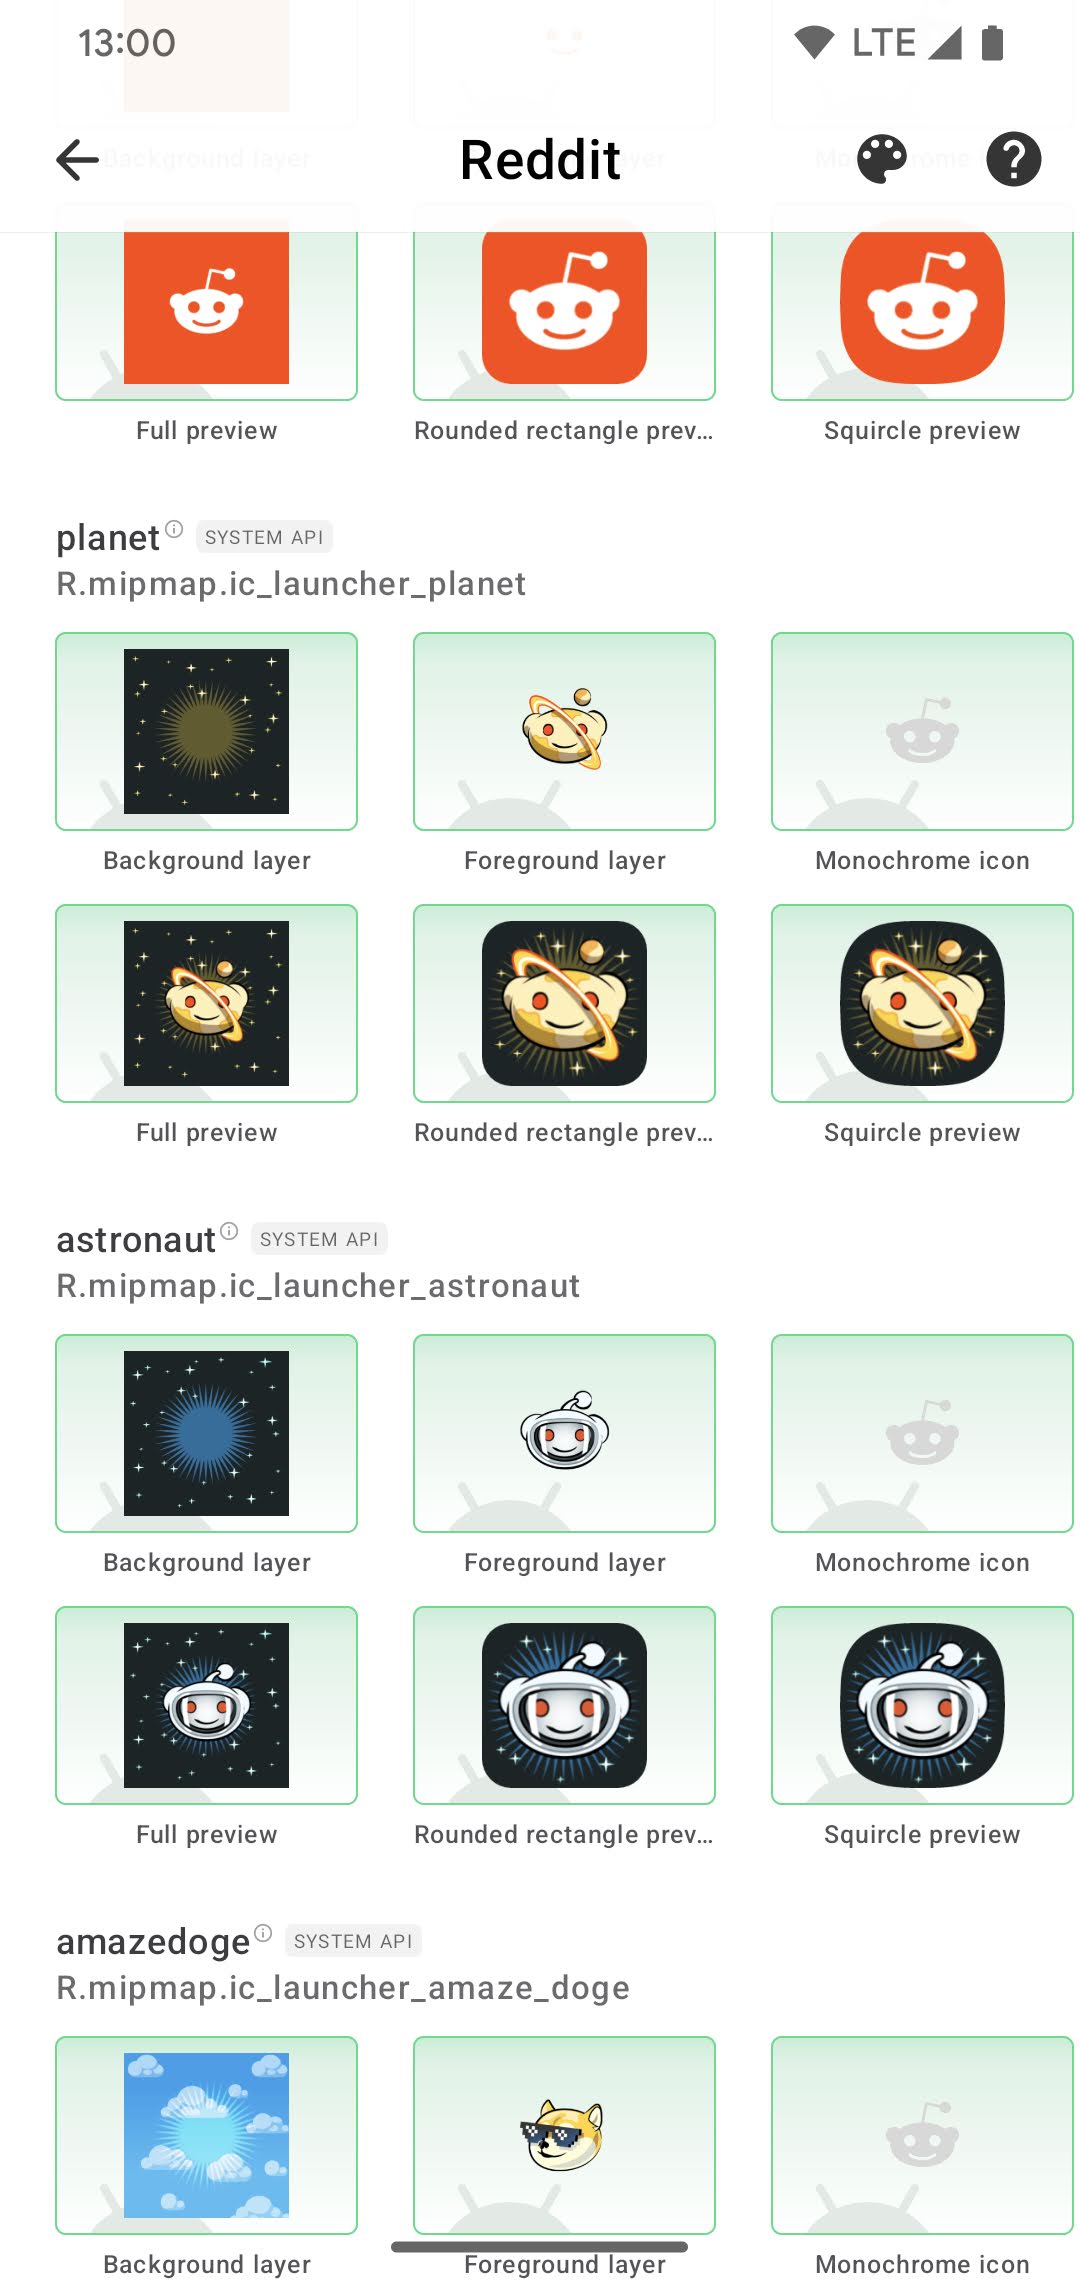 13:00 LTE
Background layer
Reddit
Full preview
Rounded rectangle prev...
Squircle preview
planet SYSTEM API
R.mipmap.ic_launcher_planet
Background layer
Foreground layer
Monochrome icon
Full preview
Rounded rectangle prev...
Squircle preview
astronaut SYSTEM API
R.mipmap.ic_launcher_astronaut
Background layer
Foreground layer
Monochrome icon
Full preview
Rounded rectangle prev...
Squircle preview
amazedoge SYSTEM API
R.mipmap.ic_launcher_amaze_doge
Background layer
Foreground layer
Monochrome icon